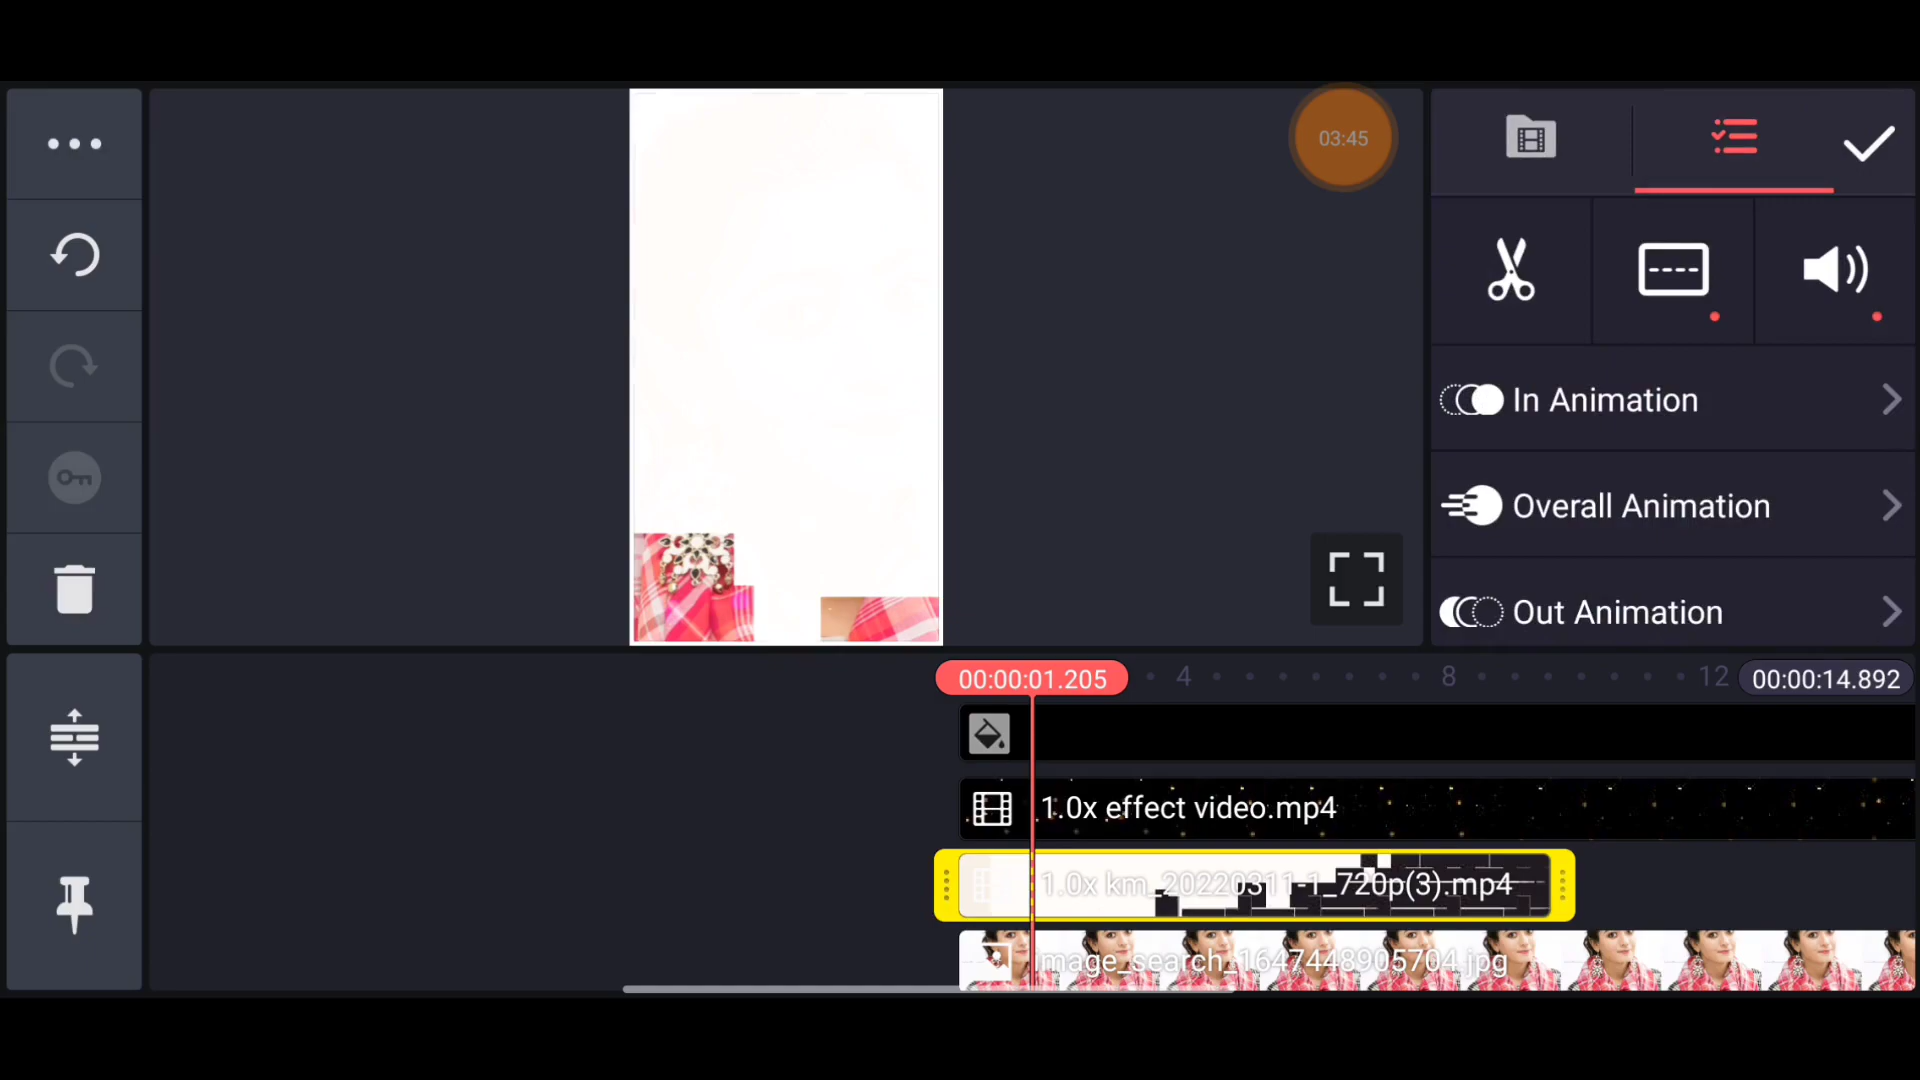 03:45
In Animation
Overall Animation
Out Animation
00:00:01.205
4
8
12
00:00:14.892
1.0x effect video.mp4
1.0x km_20220311-1_720p(3).mp4
image_search_1647448905704.jpg